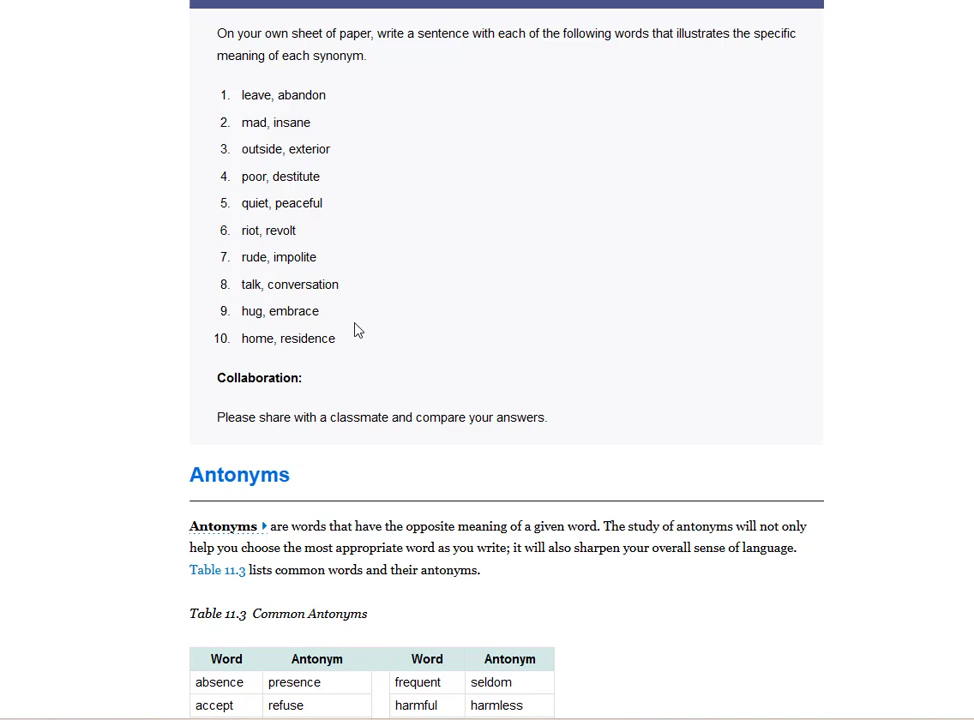 On your own sheet of paper, write a sentence with each of the following words that illustrates the specific
meaning of each synonym.
1. leave, abandon
2. mad, insane
3. outside, exterior
4. poor, destitute
5. quiet, peaceful
6. riot, revolt
7. rude, impolite
8. talk, conversation
9. hug, embrace
10. home, residence
Collaboration:
Please share with a classmate and compare your answers.
Antonyms
Antonyms are words that have the opposite meaning of a given word. The study of antonyms will not only
help you choose the most appropriate word as you write; it will also sharpen your overall sense of language.
Table 11.3 lists common words and their antonyms.
Table 11.3 Common Antonyms
Word Antonym Word Antonym
absence presence frequent seldom
accept refuse harmful harmless